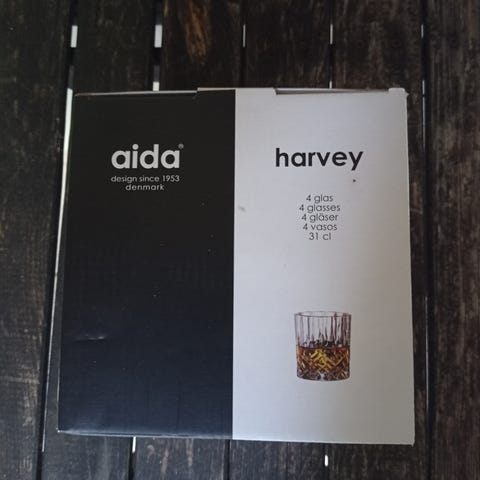 aida®
design since 1953
denmark
harvey
4 glas
4 glasses
4 gläser
4 vasos
31 cl